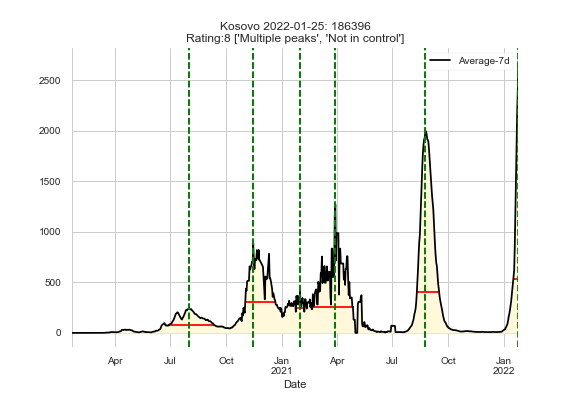 Kosovo 2022-01-25: 186396
Rating:8 ['Multiple peaks', 'Not in control']
Average-7d
2500
2000
1500
1000
500
0
Apr
Jul
Oct
Jan
2021
Apr
Jul
Oct
Jan
2022
Date